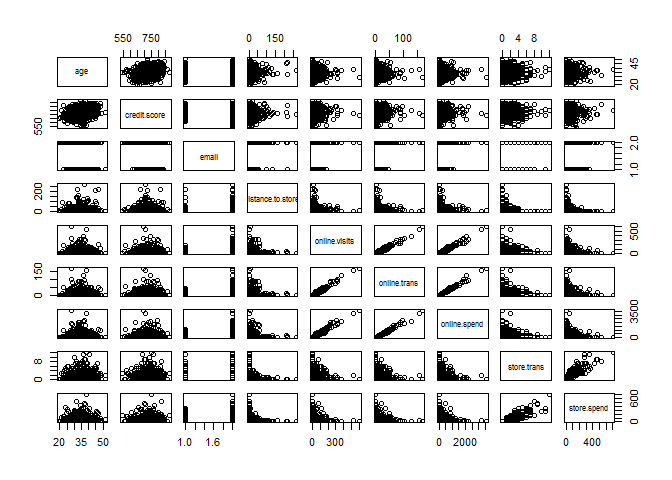 550 750
0 150
0 100
0 4 8
age
20 45
550
credit.score
email
1.0 2.0
0 200
istance.to.store
online.visits
0 500
0 150
online.trans
online.spend
0 3500
0 8
store.trans
store.spend
0 600
20 30 40 50
1.0 1.6
0 300
0 2000
0 400